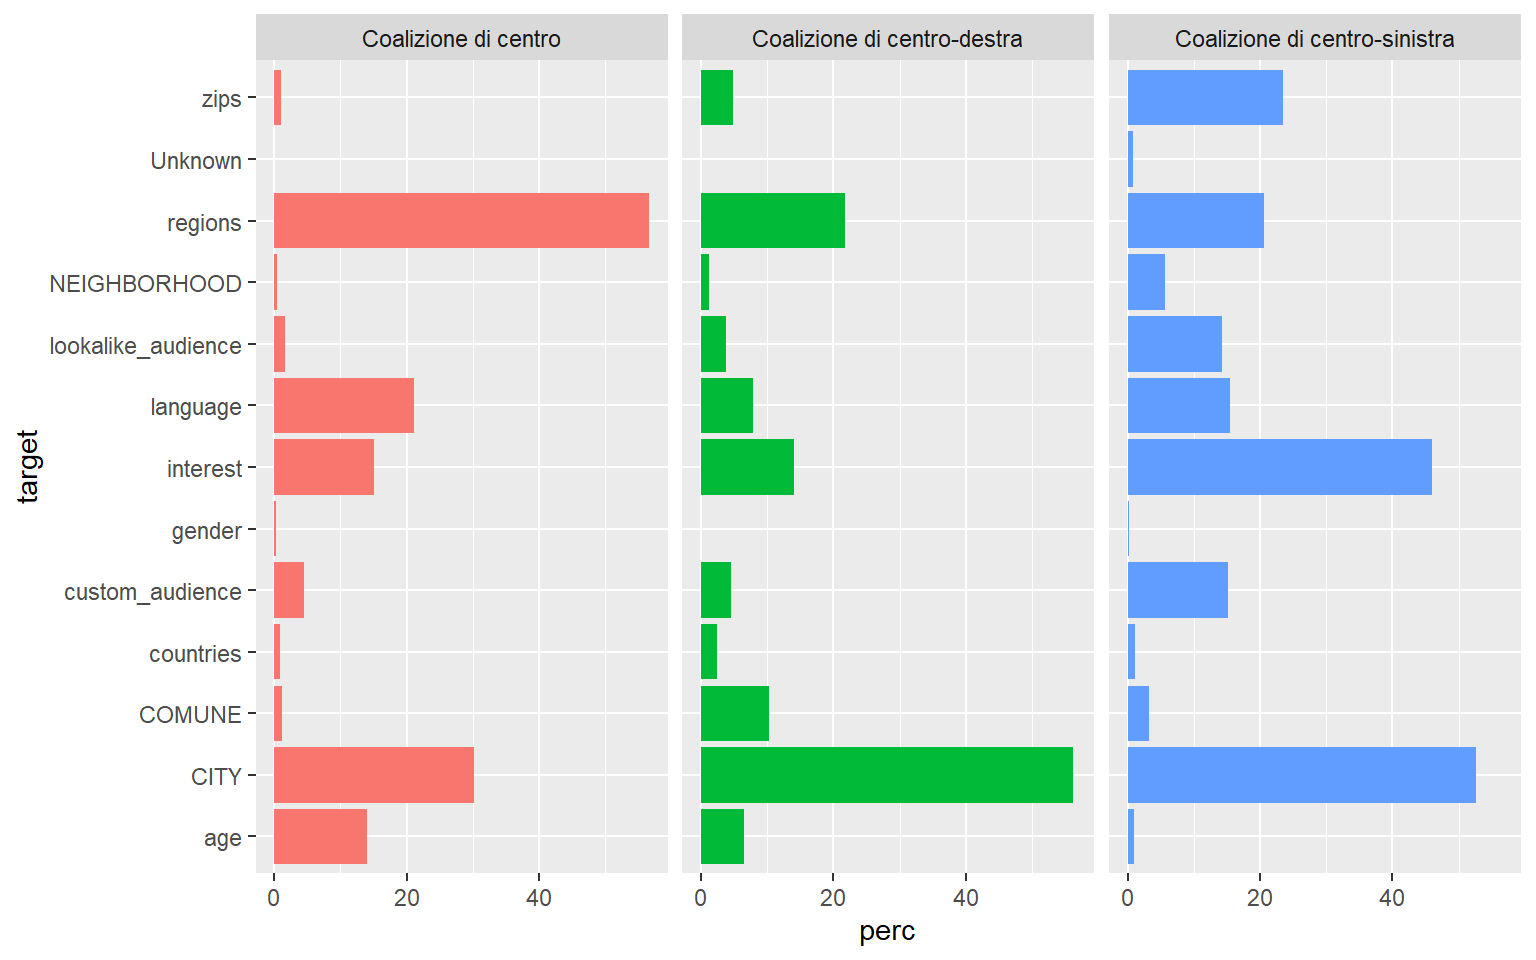 Coalizione di centro
Coalizione di centro-destra
Coalizione di centro-sinistra
target
zips
Unknown
regions
NEIGHBORHOOD
lookalike_audience
language
interest
gender
custom_audience
countries
COMUNE
CITY
age
0 20 40
0 20 40
0 20 40
perc